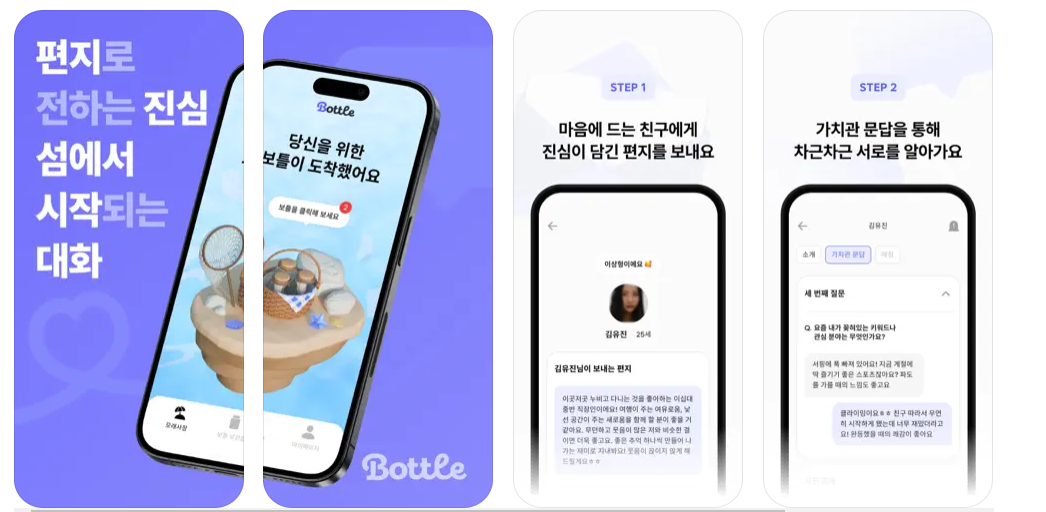 편지로
전하는 진심
섬에서
시작되는
대화
Bottle
당신을 위한
보틀이 도착했어요
보틀을 클릭해 보세요
2
모래사장
마이페이지
Bottle
STEP 1
마음에 드는 친구에게
진심이 담긴 편지를 보내요
이상형이에요 🥰
김유진 25세
김유진님이 보내는 편지
이곳저곳 누비고 다니는 것을 좋아하는 이십대
중반 직장인이에요! 여행이 주는 여유로움, 낯
선 공간이 주는 새로움을 함께 할 분이 좋을 거
같아요. 무던하고 웃음이 많은 저와 비슷한 결
이면 더욱 좋고요. 좋은 추억 하나씩 만들어 나
가는 재미로 지내봐요! 웃음이 끊이지 않게 해
드릴게요ㅎㅎ
STEP 2
가치관 문답을 통해
차근차근 서로를 알아가요
김유진
소개 가치관 문답 매칭
세 번째 질문
Q. 요즘 내가 꽂혀있는 키워드나
관심 분야는 무엇인가요?
서핑에 푹 빠져 있어요! 지금 계절에
딱 즐기기 좋은 스포츠잖아요? 파도
를 가를 때의 느낌도 좋고요
클라이밍이요ㅎㅎ 친구 따라서 우연
히 시작하게 됐는데 너무 재밌더라고
요! 완등했을 때의 쾌감이 좋아요